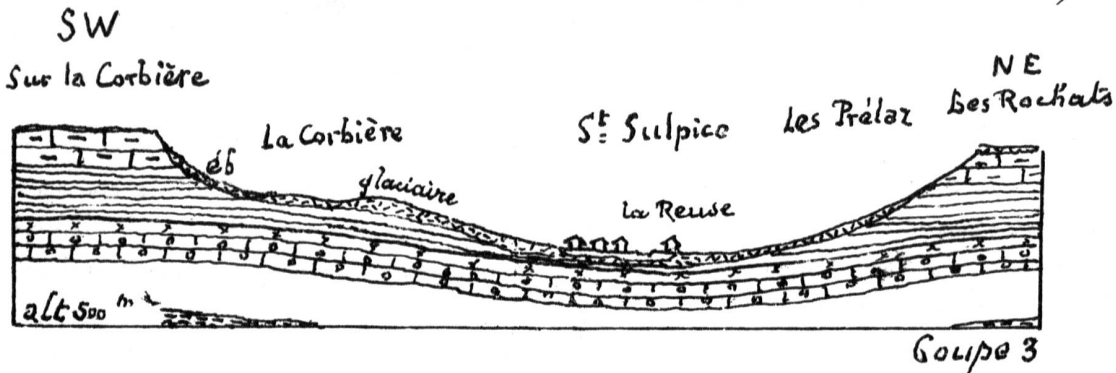 SW
Sur la Corbière
NE
Les Rochats
La Corbière
St Sulpice
Les Prélaz
éb
glaciaire
la Reuse
alt 500 m
Coupe 3